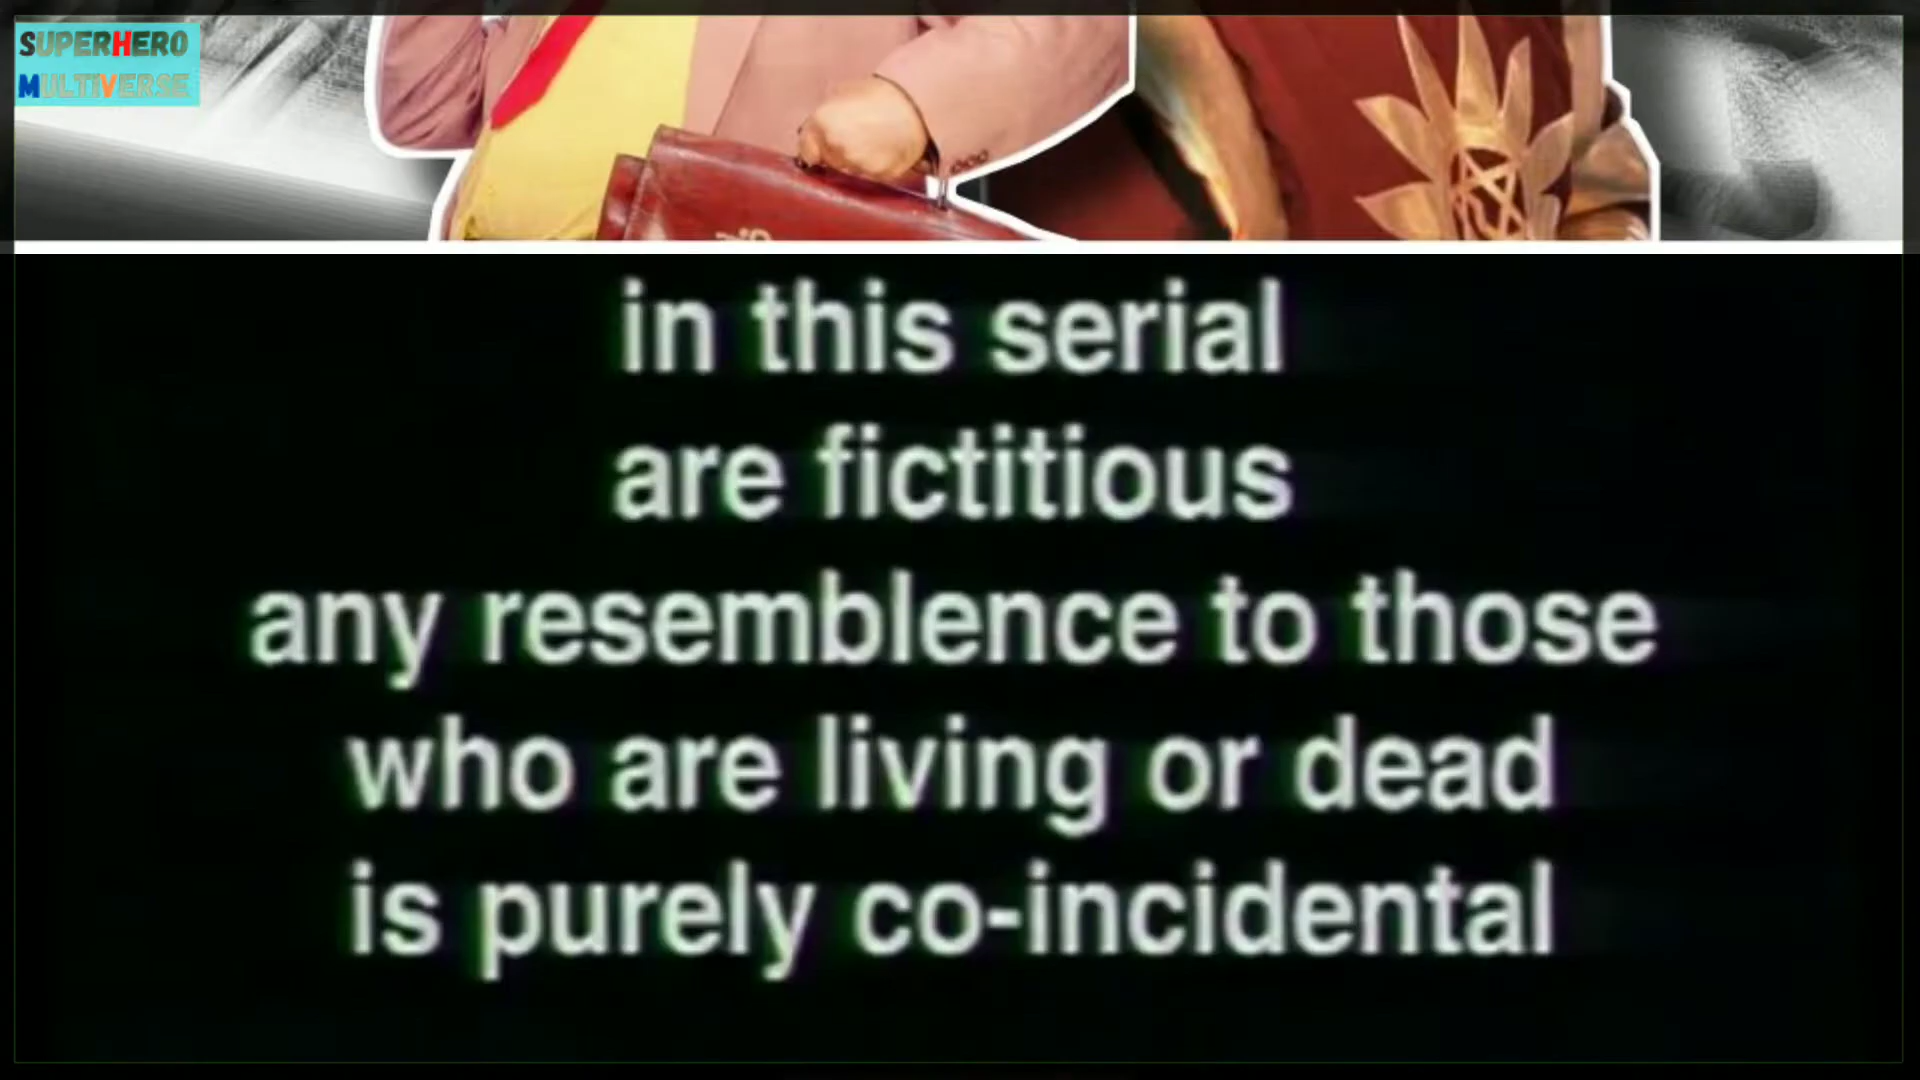 SUPERHERO
MULTIVERSE
in this serial
are fictitious
any resemblence to those
who are living or dead
is purely co-incidental